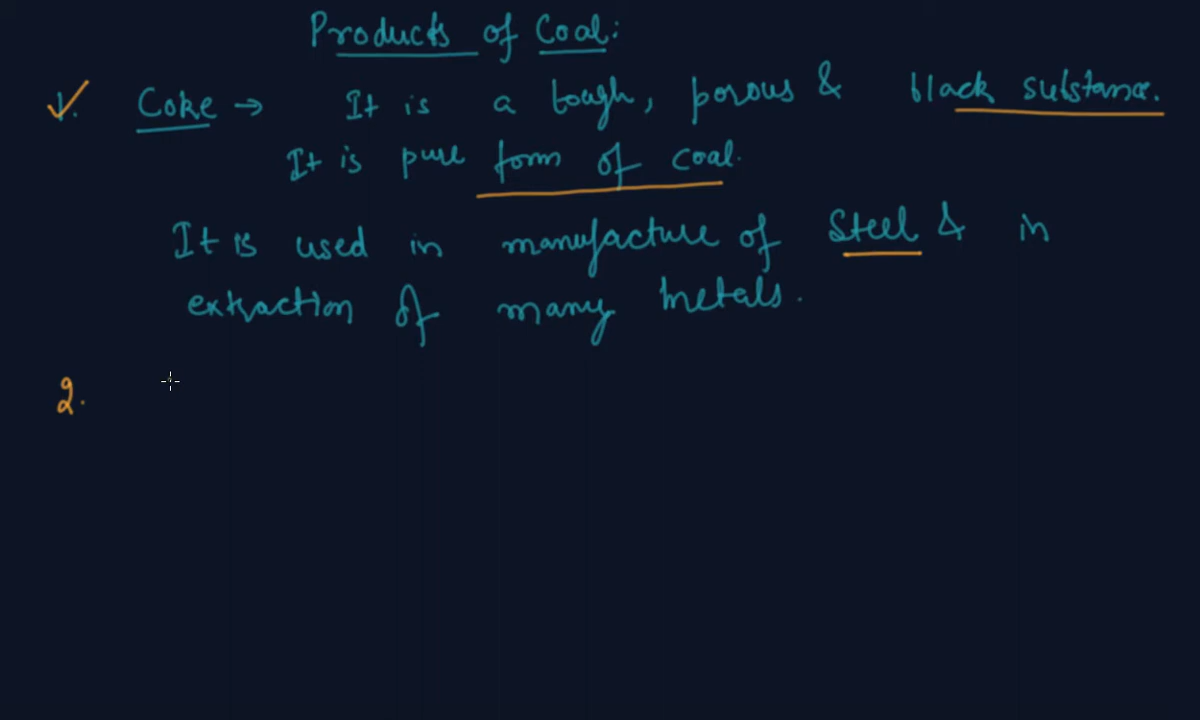 Products of Coal:
1. Coke → It is a tough, porous & black substance.
It is pure form of coal.
It is used in manufacture of Steel & in
extraction of many metals.
2.